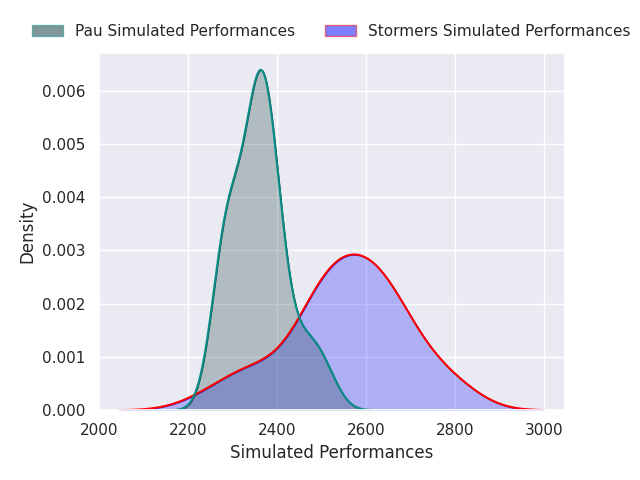 Pau Simulated Performances
Stormers Simulated Performances
0.006
0.005
0.004
0.003
0.002
0.001
0.000
Density
2000 2200 2400 2600 2800 3000
Simulated Performances